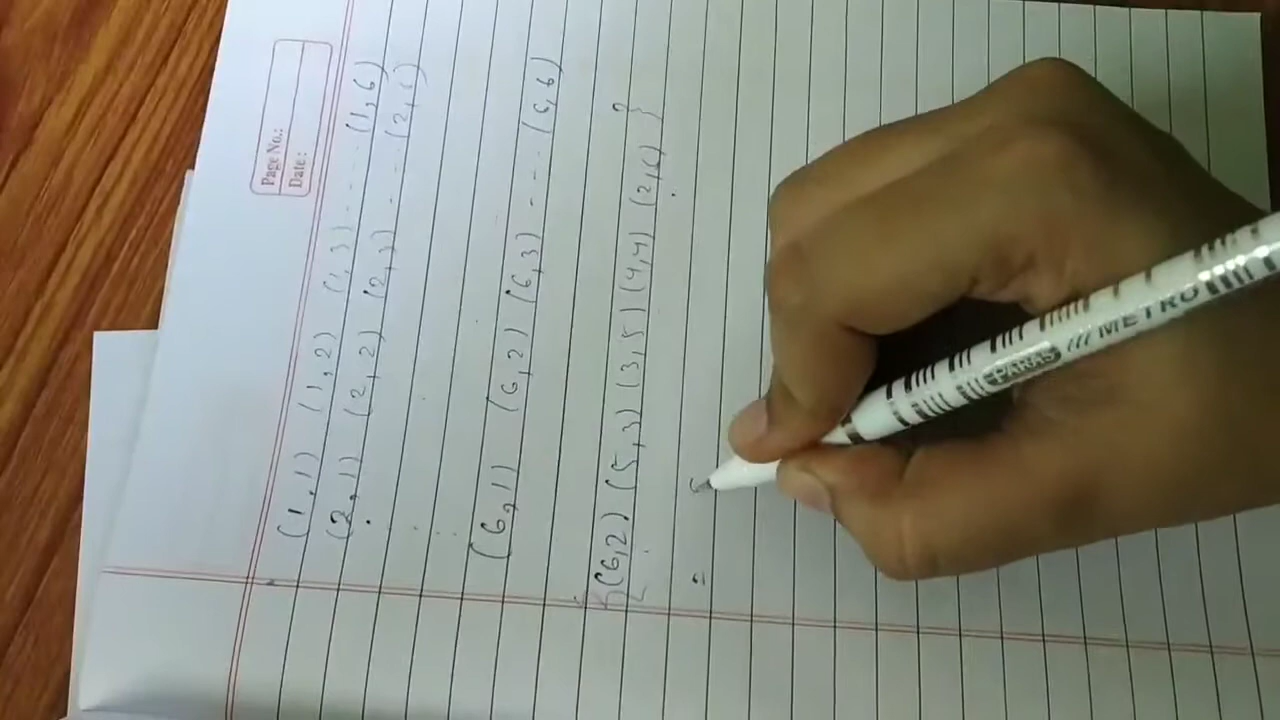 Page No.:
Date:
(1,1) (1,2) (1,3) --- (1,6)
(2,1) (2,2) (2,3) - -- (2,6)
(6,1) (6,2) (6,3) - -- (6,6)
{(6,2) (5,3) (3,5) (4,4) (2,6) }
= 5
PARAS /// METRO